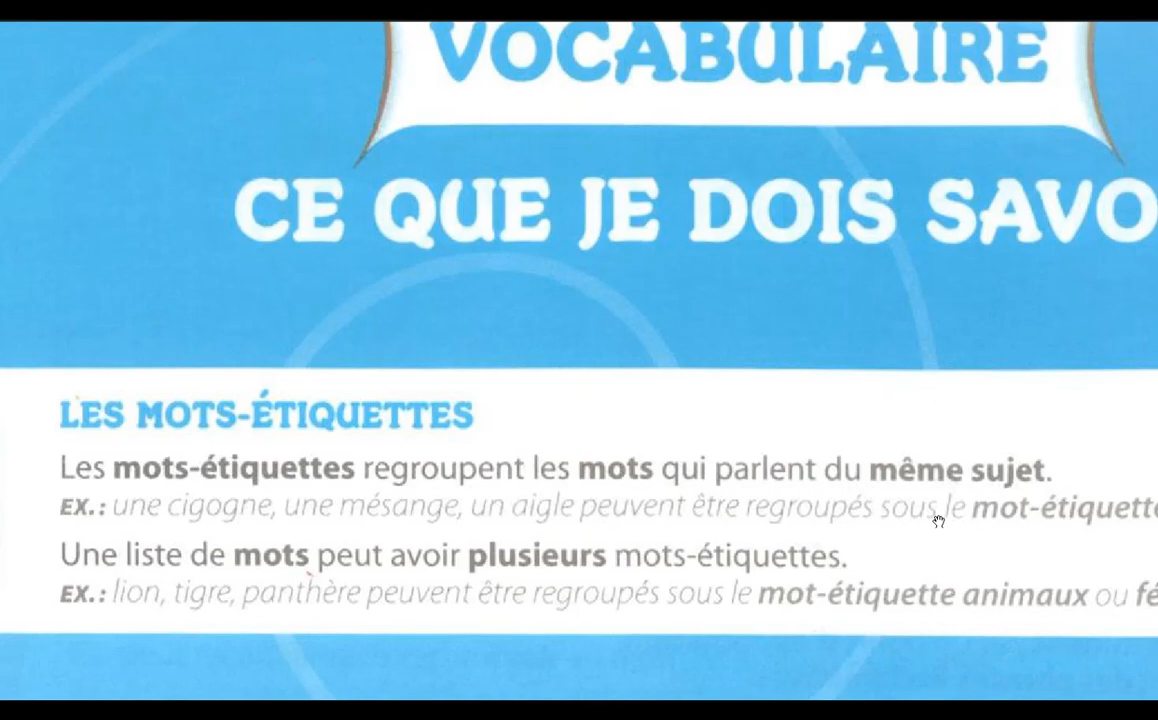 VOCABULAIRE
CE QUE JE DOIS SAVO
LES MOTS-ÉTIQUETTES
Les mots-étiquettes regroupent les mots qui parlent du même sujet.
EX.: une cigogne, une mésange, un aigle peuvent être regroupés sous le mot-étiquette
Une liste de mots peut avoir plusieurs mots-étiquettes.
EX.: lion, tigre, panthère peuvent être regroupés sous le mot-étiquette animaux ou fé